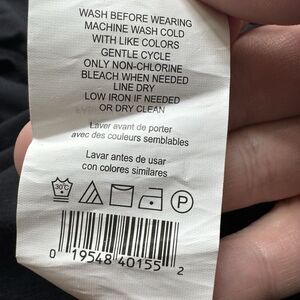 WASH BEFORE WEARING
MACHINE WASH COLD
WITH LIKE COLORS
GENTLE CYCLE
ONLY NON-CHLORINE
BLEACH WHEN NEEDED
LINE DRY
LOW IRON IF NEEDED
OR DRY CLEAN
Laver avant de porter
avec des couleurs semblables
Lavar antes de usar
con colores similares
30°C
P
0 19548 40155 2